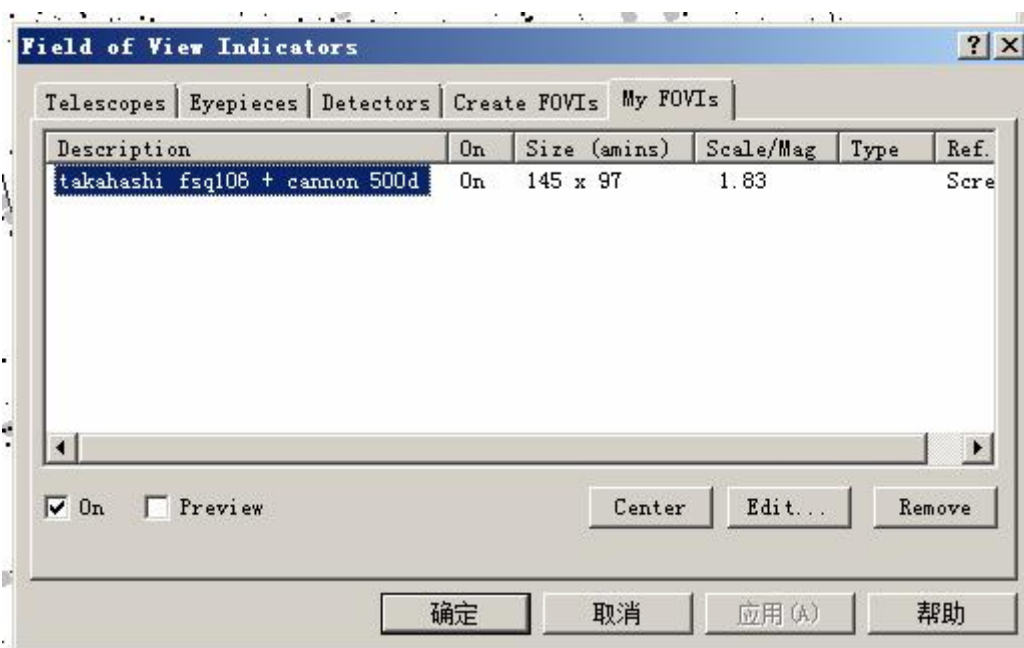 Field of View Indicators
Telescopes Eyepieces Detectors Create FOVIs My FOVIs
Description On Size (amins) Scale/Mag Type Ref.
takahashi fsq106 + cannon 500d On 145 x 97 1.83 Scre
On Preview Center Edit... Remove
确定 取消 应用(A) 帮助